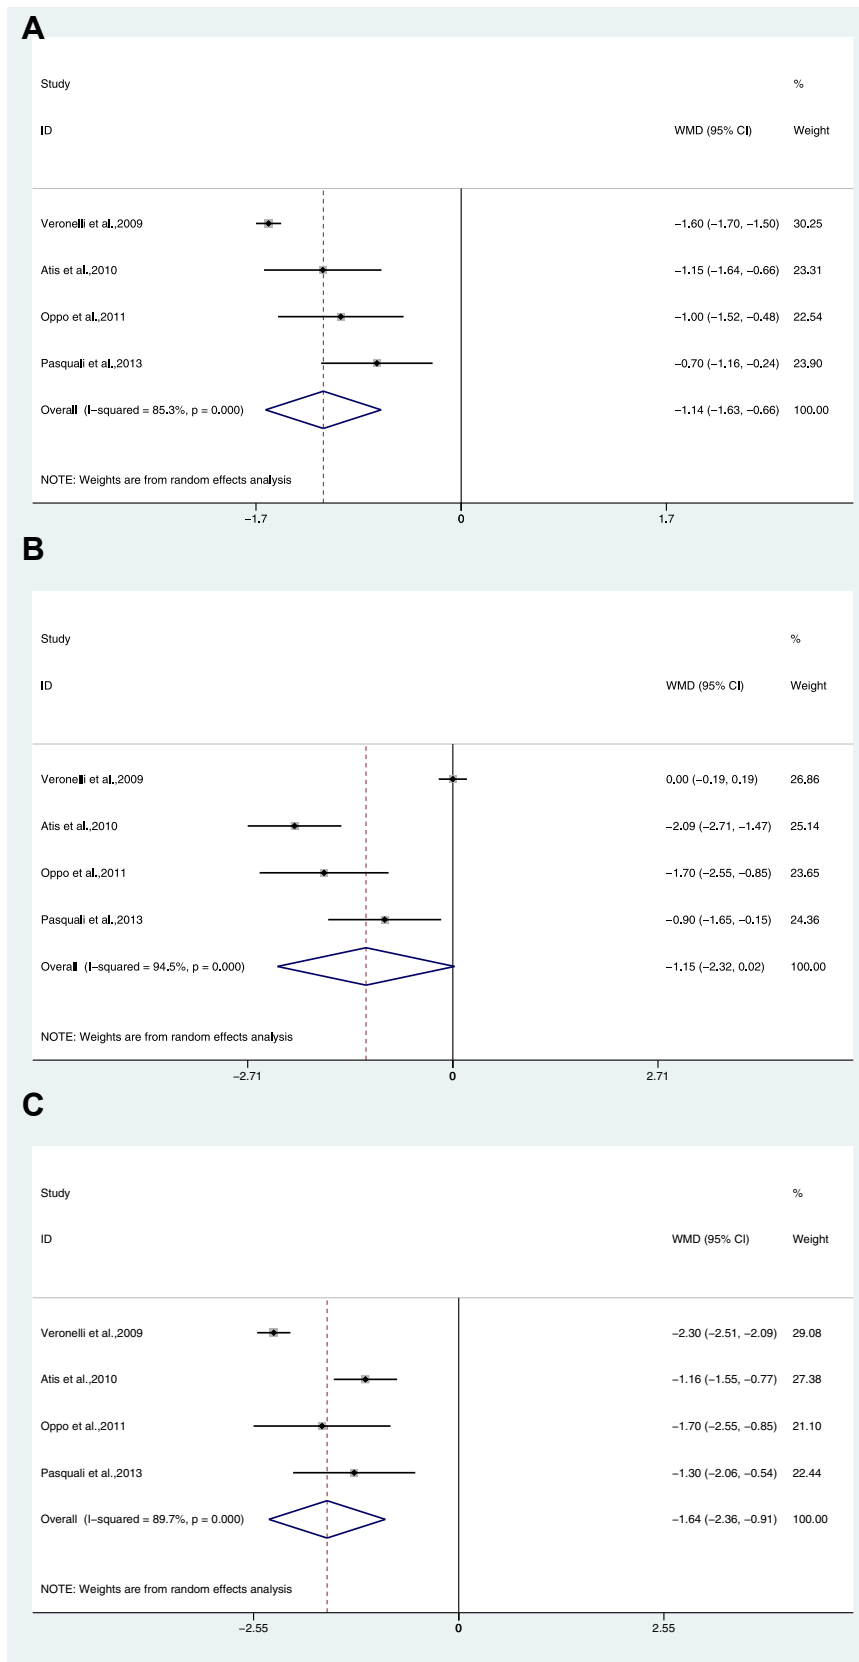 A
Study %
ID WMD (95% CI) Weight
Veronelli et al.,2009 −1.60 (−1.70, −1.50) 30.25
Atis et al.,2010 −1.15 (−1.64, −0.66) 23.31
Oppo et al.,2011 −1.00 (−1.52, −0.48) 22.54
Pasquali et al.,2013 −0.70 (−1.16, −0.24) 23.90
Overall (I−squared = 85.3%, p = 0.000) −1.14 (−1.63, −0.66) 100.00
NOTE: Weights are from random effects analysis
−1.7 0 1.7
B
Study %
ID WMD (95% CI) Weight
Veronelli et al.,2009 0.00 (−0.19, 0.19) 26.86
Atis et al.,2010 −2.09 (−2.71, −1.47) 25.14
Oppo et al.,2011 −1.70 (−2.55, −0.85) 23.65
Pasquali et al.,2013 −0.90 (−1.65, −0.15) 24.36
Overall (I−squared = 94.5%, p = 0.000) −1.15 (−2.32, 0.02) 100.00
NOTE: Weights are from random effects analysis
−2.71 0 2.71
C
Study %
ID WMD (95% CI) Weight
Veronelli et al.,2009 −2.30 (−2.51, −2.09) 29.08
Atis et al.,2010 −1.16 (−1.55, −0.77) 27.38
Oppo et al.,2011 −1.70 (−2.55, −0.85) 21.10
Pasquali et al.,2013 −1.30 (−2.06, −0.54) 22.44
Overall (I−squared = 89.7%, p = 0.000) −1.64 (−2.36, −0.91) 100.00
NOTE: Weights are from random effects analysis
−2.55 0 2.55